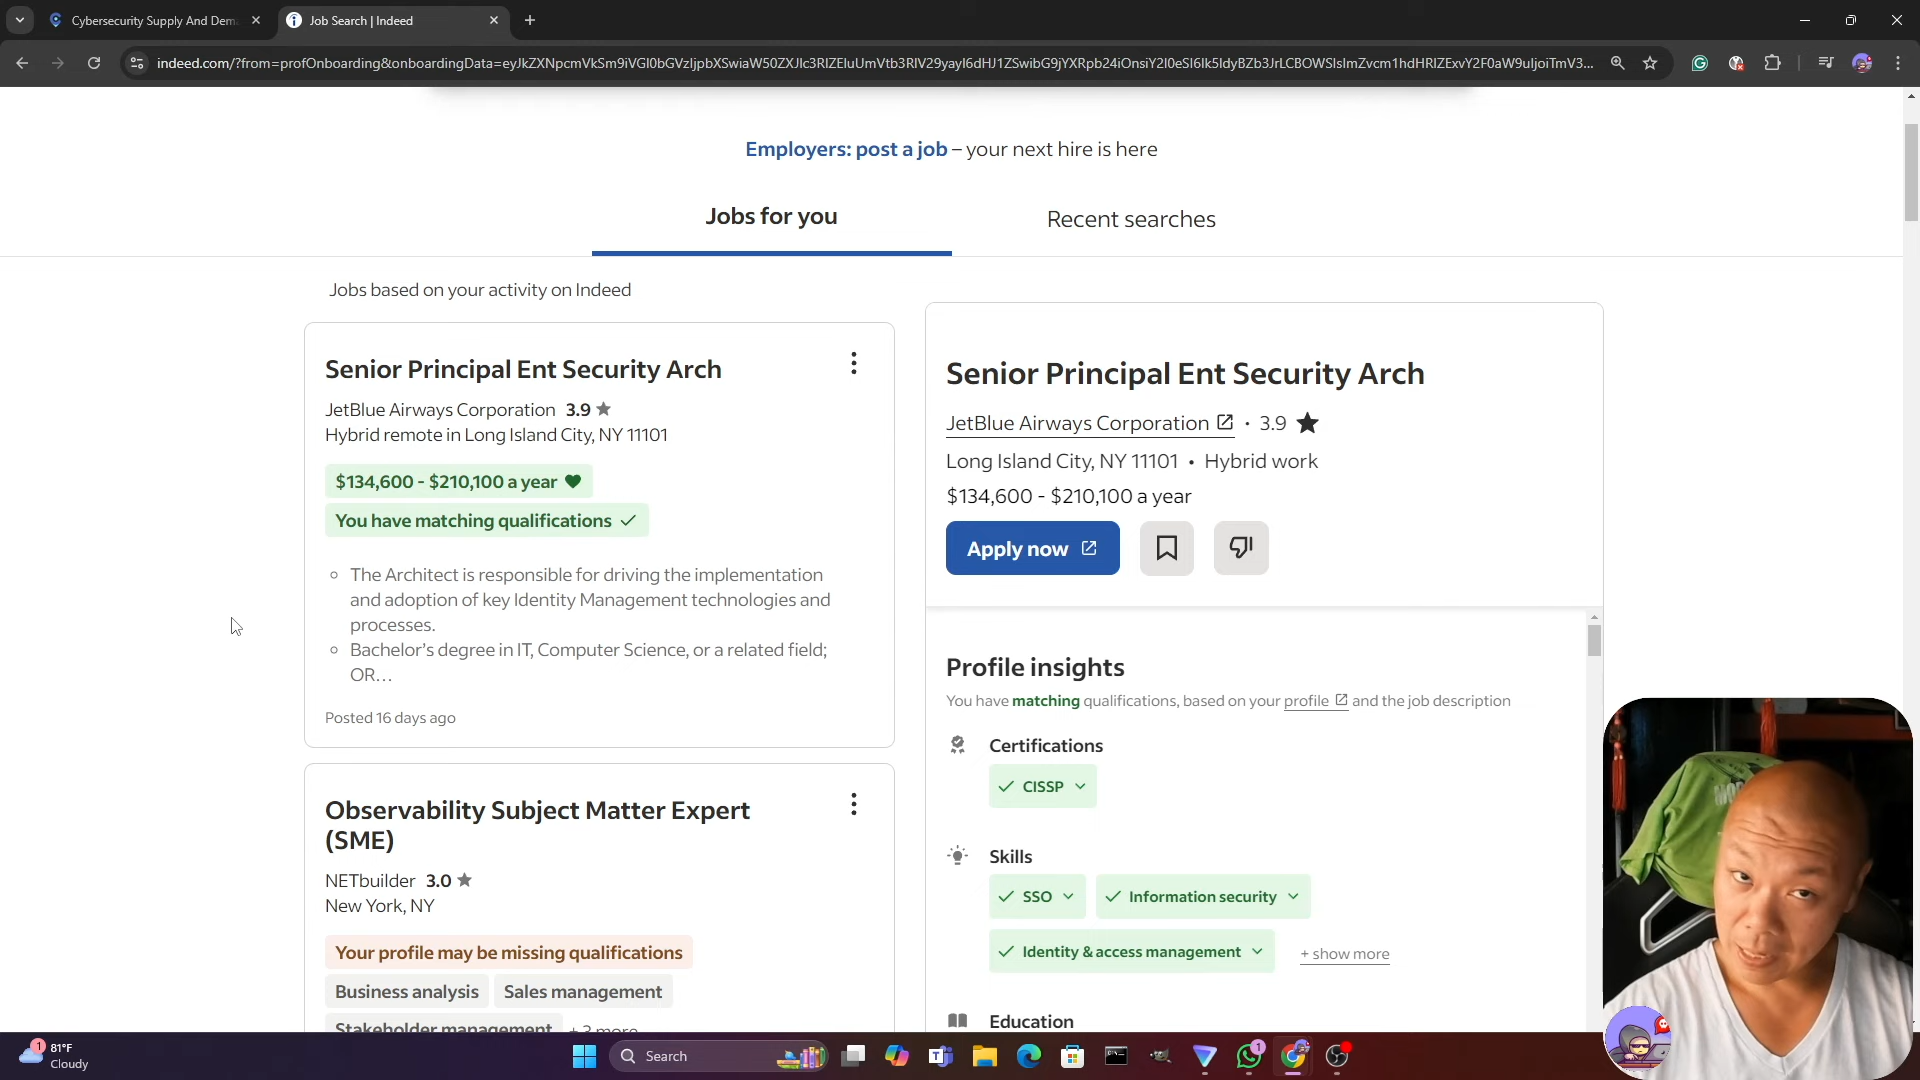 Cybersecurity Supply And Dem
Job Search | Indeed
Employers: post a job – your next hire is here
Jobs for you
Recent searches
Jobs based on your activity on Indeed
Senior Principal Ent Security Arch
JetBlue Airways Corporation 3.9
Hybrid remote in Long Island City, NY 11101
$134,600 - $210,100 a year
You have matching qualifications
The Architect is responsible for driving the implementation
and adoption of key Identity Management technologies and
processes.
Bachelor's degree in IT, Computer Science, or a related field;
OR…
Posted 16 days ago
Observability Subject Matter Expert
(SME)
NETbuilder 3.0
New York, NY
Your profile may be missing qualifications
Business analysis
Sales management
Stakeholder management
+ 3 more
Senior Principal Ent Security Arch
JetBlue Airways Corporation • 3.9
Long Island City, NY 11101 • Hybrid work
$134,600 - $210,100 a year
Apply now
Profile insights
You have matching qualifications, based on your profile and the job description
Certifications
CISSP
Skills
SSO
Information security
Identity & access management
+ show more
Education
1
81°F
Cloudy
Search
1